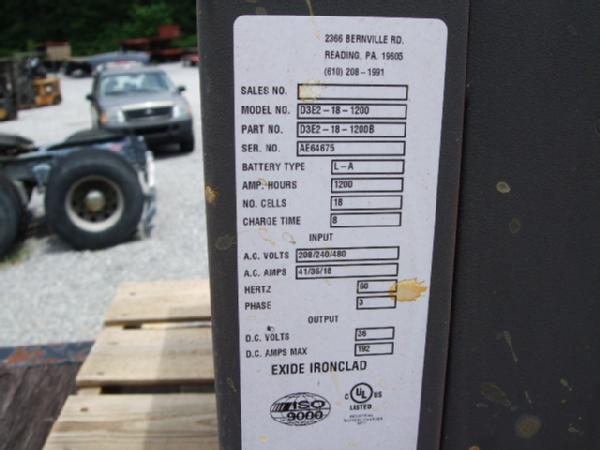 2366 BERNVILLE RD.
READING, PA. 19605
(610) 208-1991
SALES NO.
MODEL NO. D3E2-18-1200
PART NO. D3E2-18-1200B
SER. NO. AE64675
BATTERY TYPE L-A
AMP. HOURS 1200
NO. CELLS 18
CHARGE TIME 8
INPUT
A.C. VOLTS 208/240/480
A.C. AMPS 41/36/18
HERTZ 60
PHASE 3
OUTPUT
D.C. VOLTS 36
D.C. AMPS MAX 192
EXIDE IRONCLAD
ISO 9000
C UL US
LISTED
INDUSTRIAL